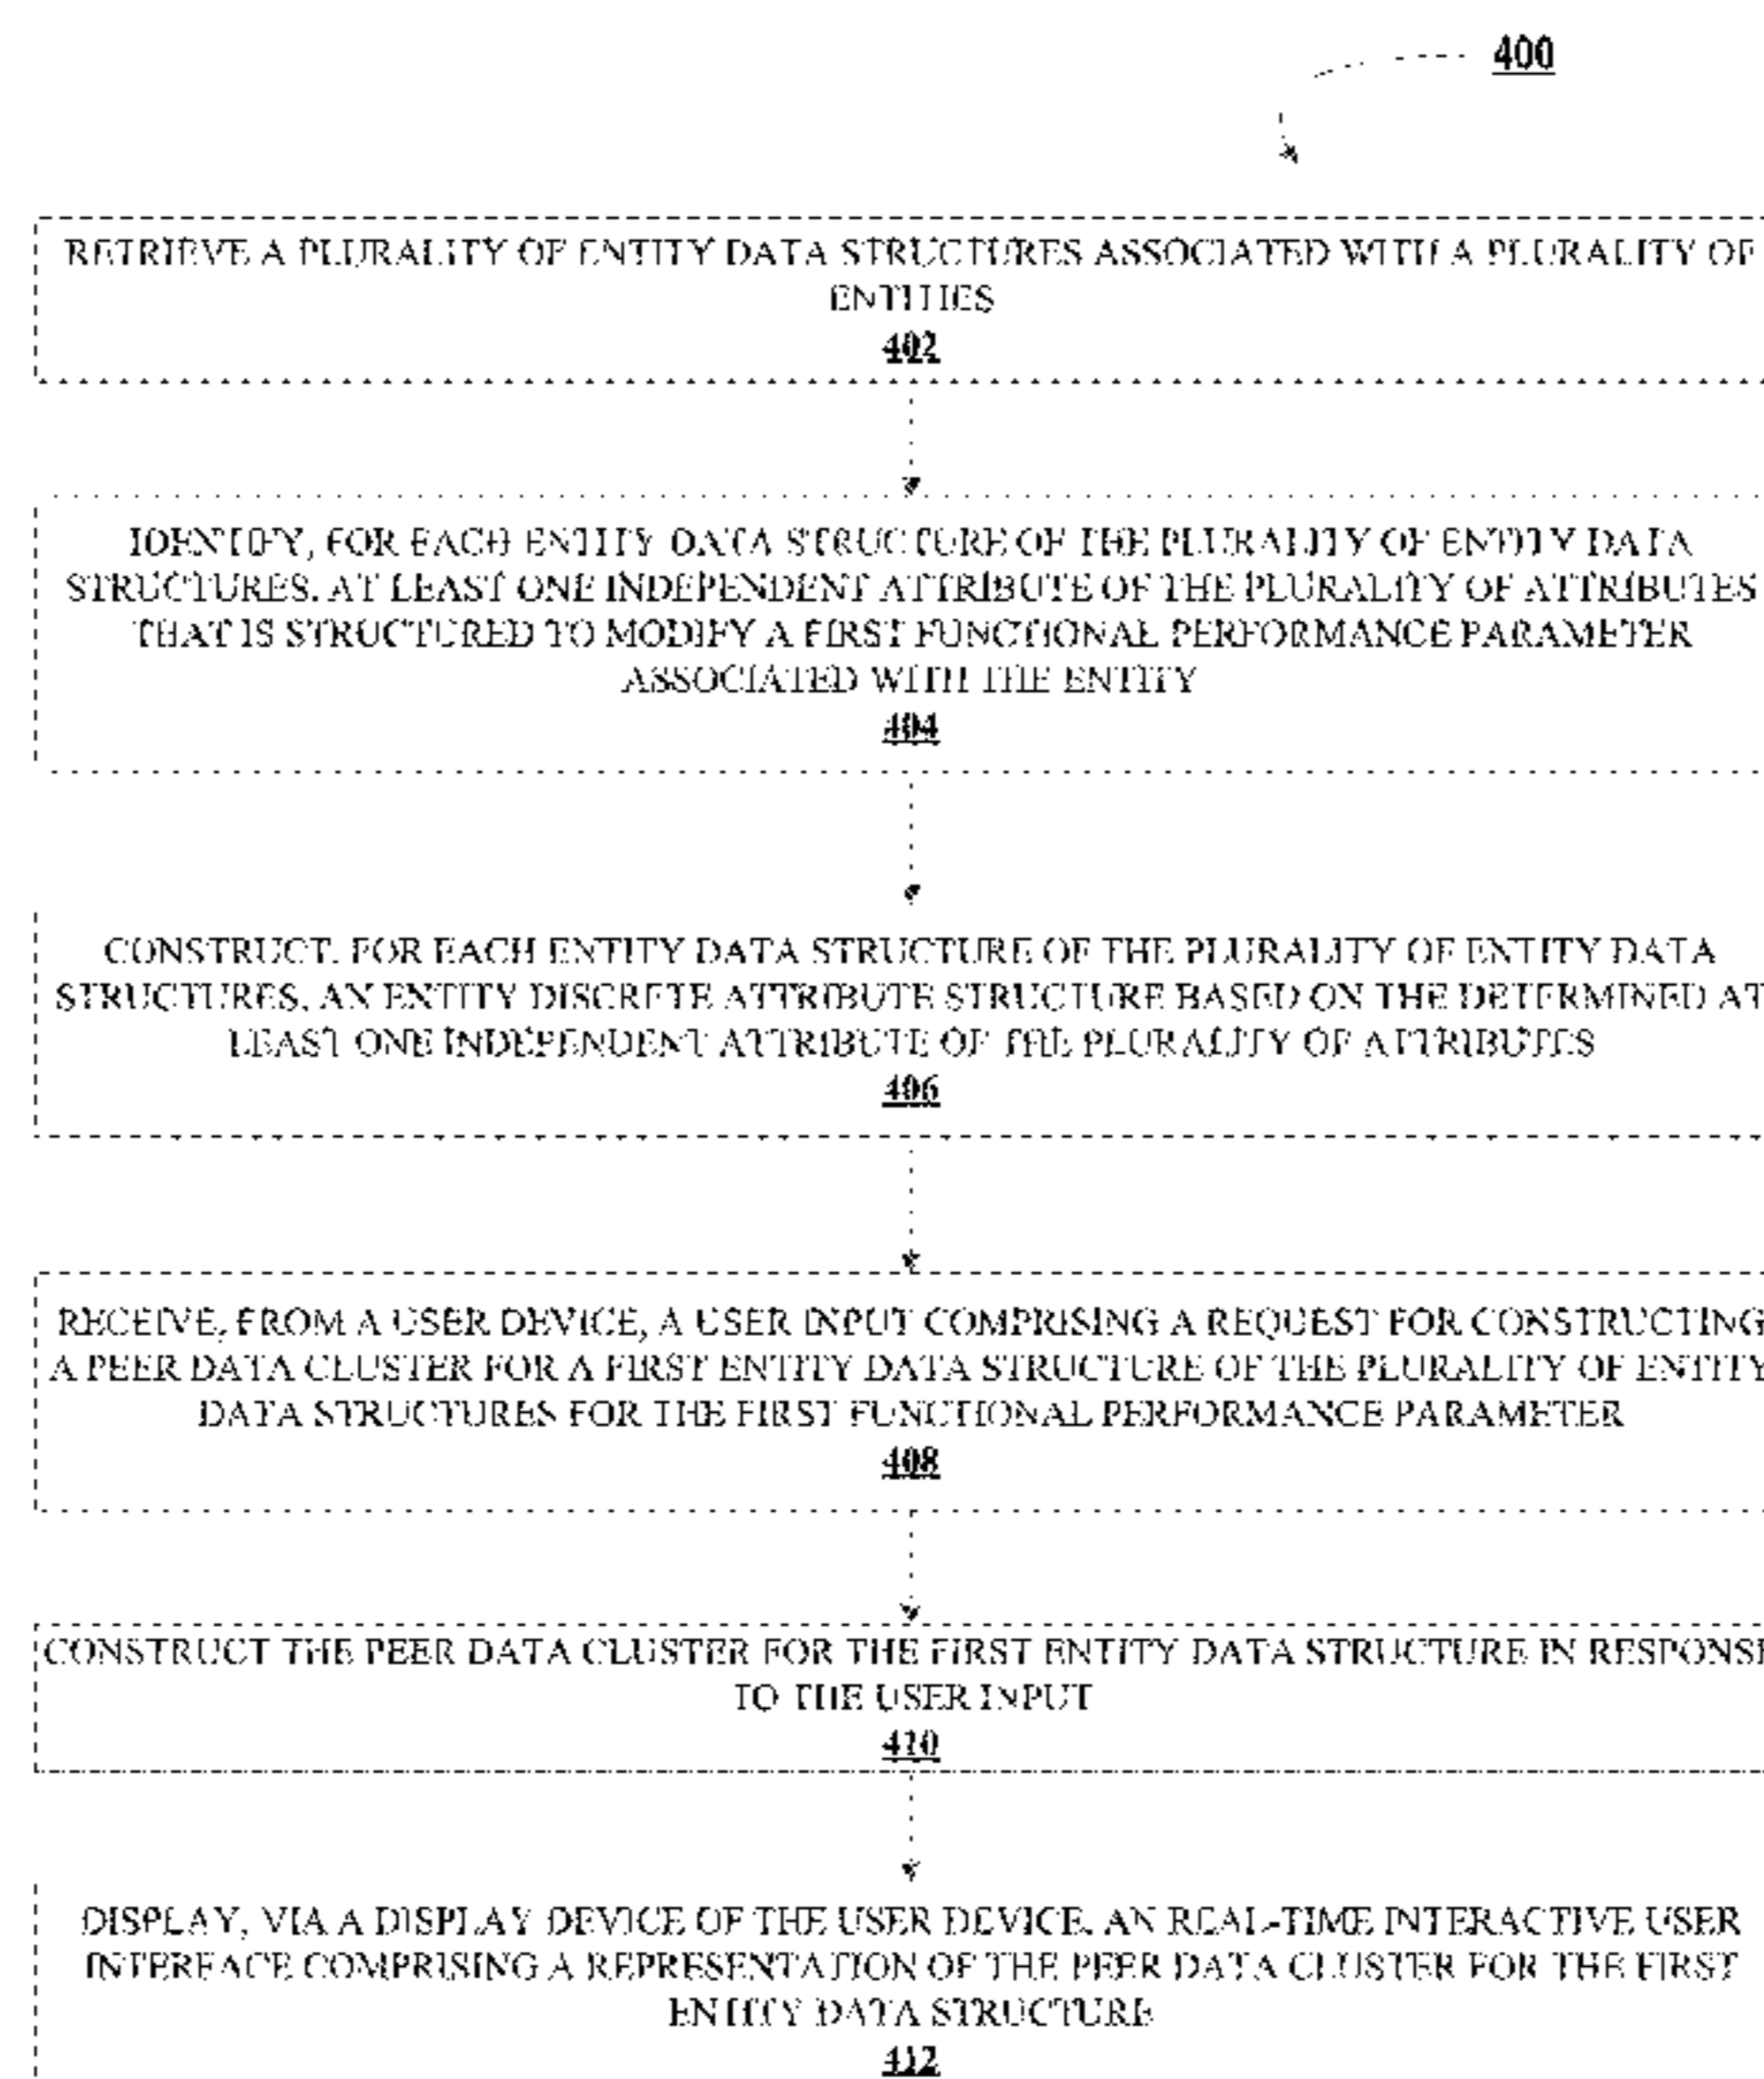 400
RETRIEVE A PLURALITY OF ENTITY DATA STRUCTURES ASSOCIATED WITH A PLURALITY OF
ENTITIES
402
IDENTIFY, FOR EACH ENTITY DATA STRUCTURE OF THE PLURALITY OF ENTITY DATA
STRUCTURES, AT LEAST ONE INDEPENDENT ATTRIBUTE OF THE PLURALITY OF ATTRIBUTES
THAT IS STRUCTURED TO MODIFY A FIRST FUNCTIONAL PERFORMANCE PARAMETER
ASSOCIATED WITH THE ENTITY
404
CONSTRUCT, FOR EACH ENTITY DATA STRUCTURE OF THE PLURALITY OF ENTITY DATA
STRUCTURES, AN ENTITY DISCRETE ATTRIBUTE STRUCTURE BASED ON THE DETERMINED AT
LEAST ONE INDEPENDENT ATTRIBUTE OF THE PLURALITY OF ATTRIBUTES
406
RECEIVE, FROM A USER DEVICE, A USER INPUT COMPRISING A REQUEST FOR CONSTRUCTING
A PEER DATA CLUSTER FOR A FIRST ENTITY DATA STRUCTURE OF THE PLURALITY OF ENTITY
DATA STRUCTURES FOR THE FIRST FUNCTIONAL PERFORMANCE PARAMETER
408
CONSTRUCT THE PEER DATA CLUSTER FOR THE FIRST ENTITY DATA STRUCTURE IN RESPONSE
TO THE USER INPUT
410
DISPLAY, VIA A DISPLAY DEVICE OF THE USER DEVICE, AN REAL-TIME INTERACTIVE USER
INTERFACE COMPRISING A REPRESENTATION OF THE PEER DATA CLUSTER FOR THE FIRST
ENTITY DATA STRUCTURE
412